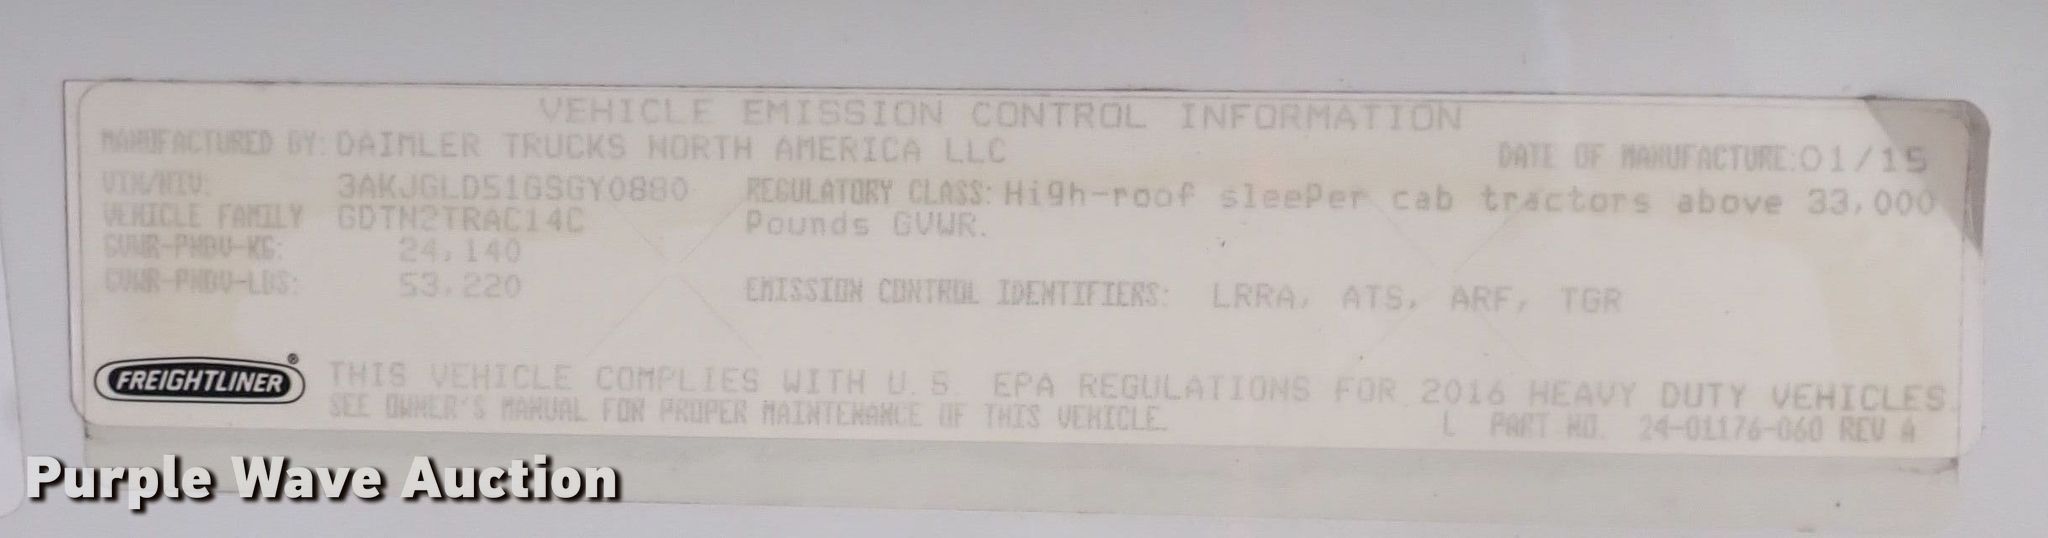 VEHICLE EMISSION CONTROL INFORMATION
MANUFACTURED BY: DAIMLER TRUCKS NORTH AMERICA LLC
DATE OF MANUFACTURE: 01/15
VIN/NIV: 3AKJGLD51GSGY0880
REGULATORY CLASS: High-roof sleeper cab tractors above 33,000
Pounds GVWR.
VEHICLE FAMILY GDTN2TRAC14C
GVWR-PNBV-KG: 24,140
GVWR-PNBV-LBS: 53,220
EMISSION CONTROL IDENTIFIERS: LRRA, ATS, ARF, TGR
FREIGHTLINER®
THIS VEHICLE COMPLIES WITH U.S. EPA REGULATIONS FOR 2016 HEAVY DUTY VEHICLES
SEE OWNER'S MANUAL FOR PROPER MAINTENANCE OF THIS VEHICLE.
L PART NO. 24-01176-060 REV A
Purple Wave Auction